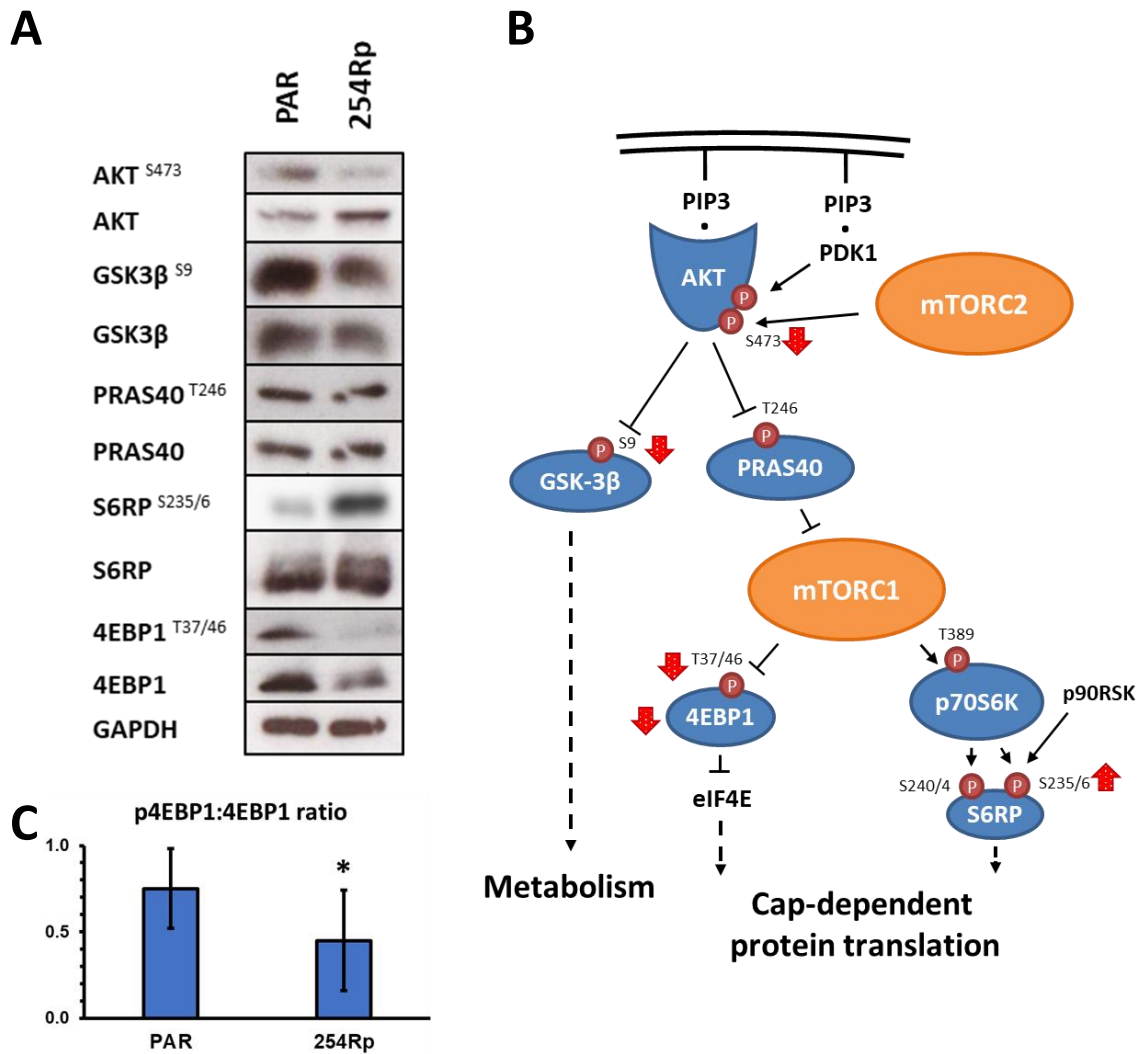 A
PAR
254Rp
AKT S473
AKT
GSK3β S9
GSK3β
PRAS40 T246
PRAS40
S6RP S235/6
S6RP
4EBP1 T37/46
4EBP1
GAPDH
B
PIP3
PIP3
PDK1
AKT
P
P
S473
mTORC2
T246
S9
P
P
GSK-3β
PRAS40
mTORC1
T37/46
P
4EBP1
eIF4E
T389
P
p70S6K
p90RSK
S240/4
P
P
S235/6
S6RP
Metabolism
Cap-dependent
protein translation
C
p4EBP1:4EBP1 ratio
1.0
0.5
0.0
*
PAR
254Rp